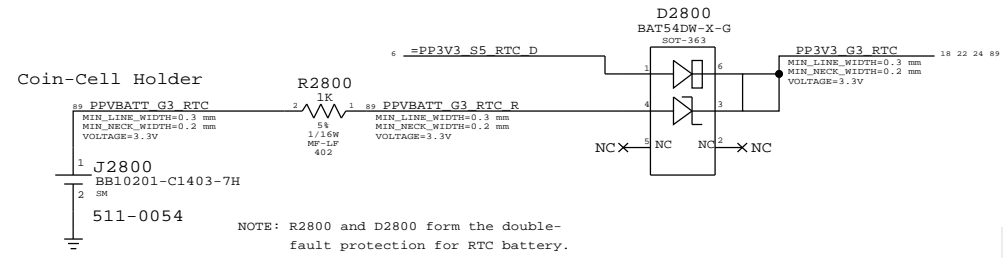 D2800
BAT54DW-X-G
SOT-363
6 =PP3V3_S5_RTC_D
PP3V3_G3_RTC 18 22 24 89
MIN_LINE_WIDTH=0.3 mm
MIN_NECK_WIDTH=0.2 mm
VOLTAGE=3.3V
1
6
Coin-Cell Holder
R2800
1K
89 PPVBATT_G3_RTC
2
1
89 PPVBATT_G3_RTC_R
4
3
MIN_LINE_WIDTH=0.3 mm
MIN_NECK_WIDTH=0.2 mm
VOLTAGE=3.3V
5%
1/16W
MF-LF
402
MIN_LINE_WIDTH=0.3 mm
MIN_NECK_WIDTH=0.2 mm
VOLTAGE=3.3V
NC
5
NC
NC
2
NC
1
J2800
BB10201-C1403-7H
2
SM
511-0054
NOTE: R2800 and D2800 form the double-
fault protection for RTC battery.